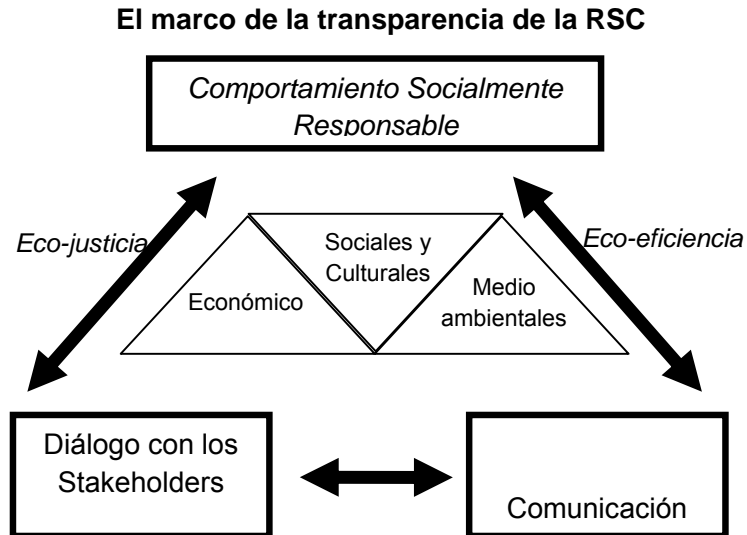 El marco de la transparencia de la RSC
Comportamiento Socialmente
Responsable
Eco-justicia
Eco-eficiencia
Sociales y
Culturales
Económico
Medio
ambientales
Diálogo con los
Stakeholders
Comunicación